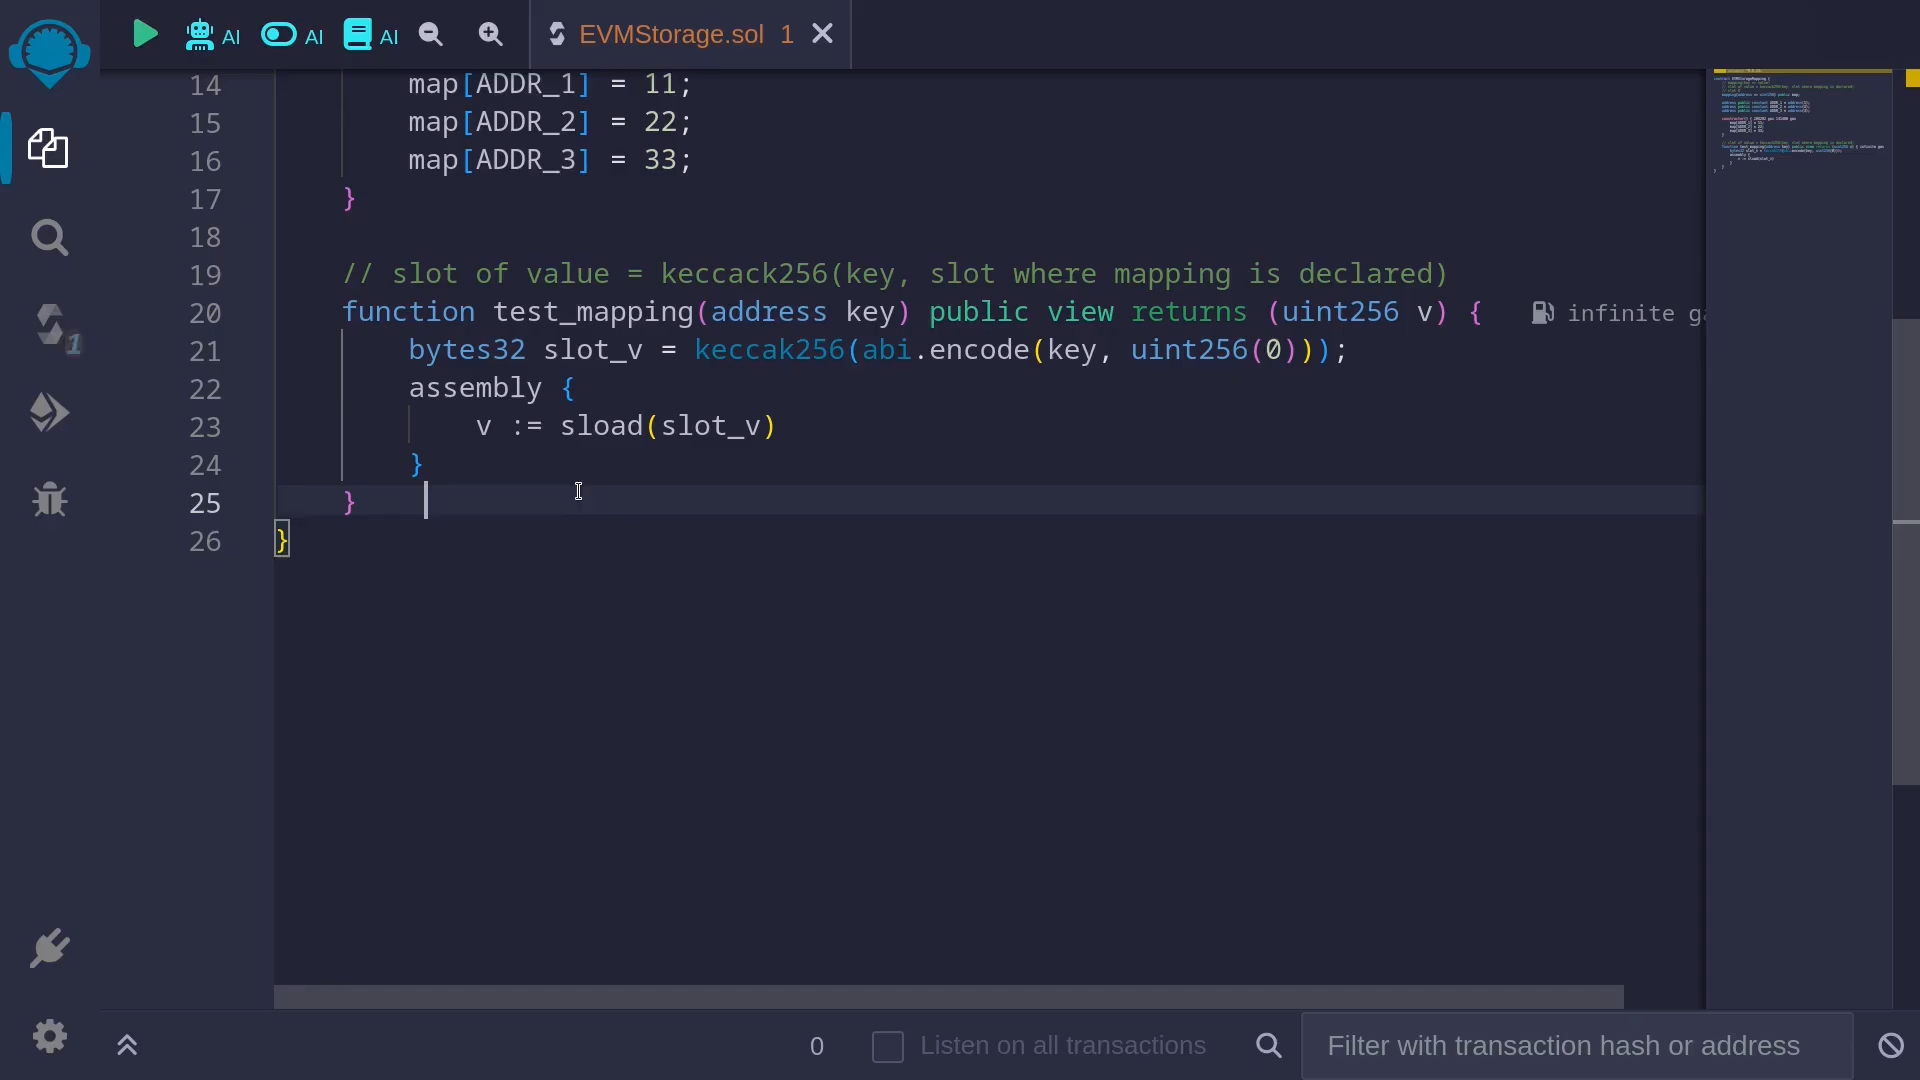 AI AI AI EVMStorage.sol 1
14 map[ADDR_1] = 11;
15 map[ADDR_2] = 22;
16 map[ADDR_3] = 33;
17 }
18
19 // slot of value = keccack256(key, slot where mapping is declared)
20 function test_mapping(address key) public view returns (uint256 v) { infinite ga
21 bytes32 slot_v = keccak256(abi.encode(key, uint256(0)));
22 assembly {
23 v := sload(slot_v)
24 }
25 }
26 }
1
0 Listen on all transactions Filter with transaction hash or address